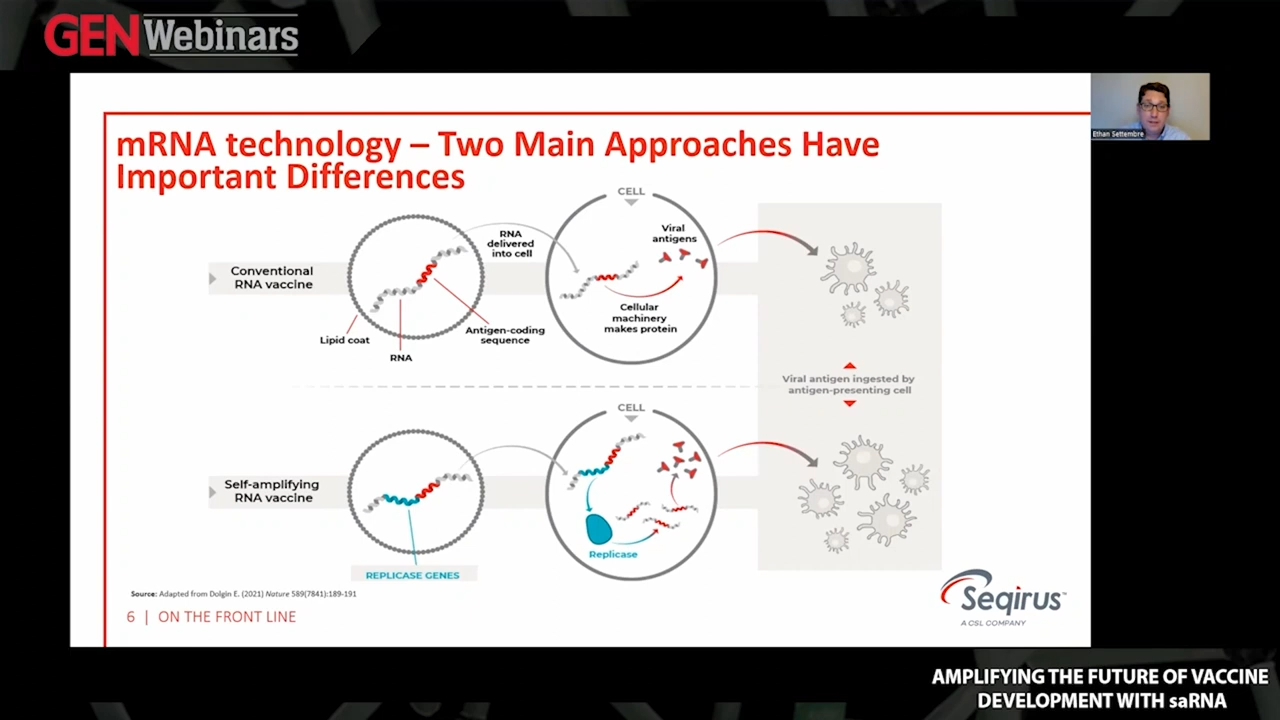 GEN Webinars
Ethan Settembre
mRNA technology – Two Main Approaches Have
Important Differences
CELL
RNA
delivered
into cell
Viral
antigens
Conventional
RNA vaccine
Cellular
machinery
makes protein
Lipid coat
RNA
Antigen-coding
sequence
Viral antigen ingested by
antigen-presenting cell
CELL
Self-amplifying
RNA vaccine
Replicase
REPLICASE GENES
Source: Adapted from Dolgin E. (2021) Nature 589(7841):189-191
6 | ON THE FRONT LINE
Seqirus™
A CSL COMPANY
AMPLIFYING THE FUTURE OF VACCINE
DEVELOPMENT WITH saRNA